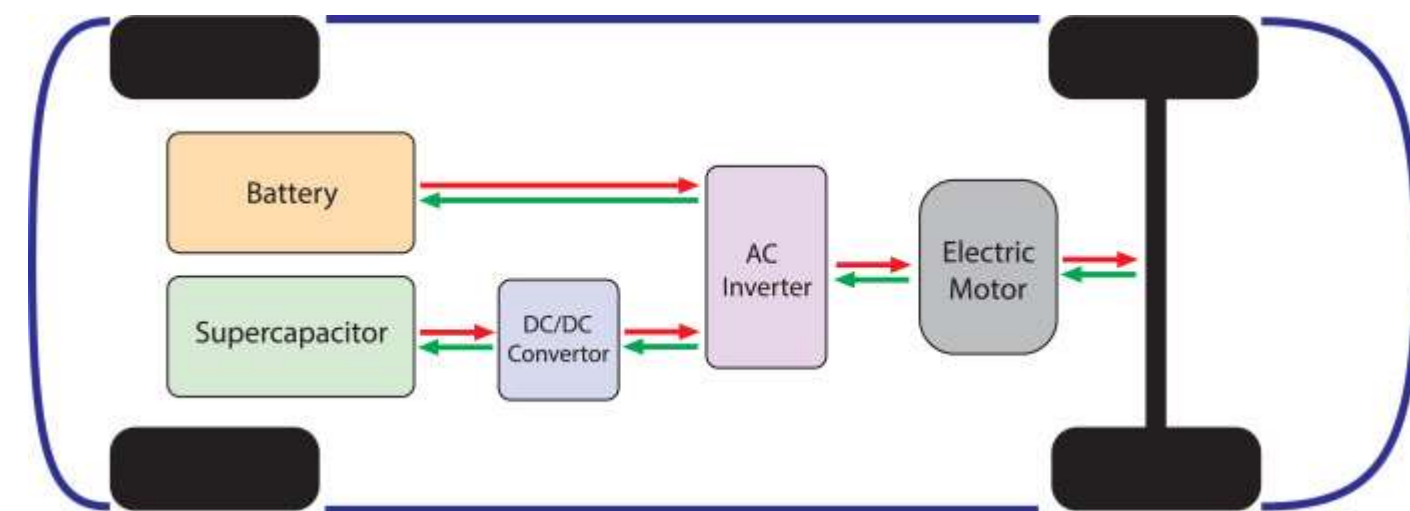 Battery
Supercapacitor
DC/DC
Convertor
AC
Inverter
Electric
Motor